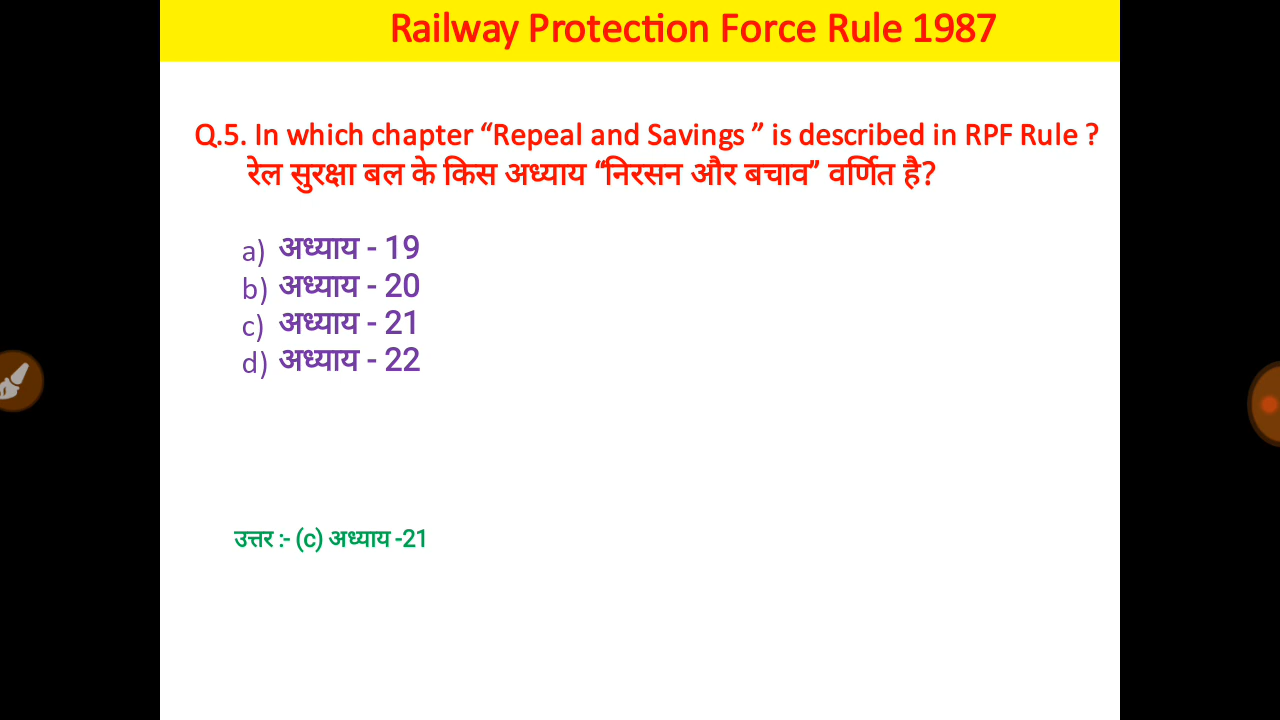 Railway Protection Force Rule 1987
Q.5. In which chapter “Repeal and Savings ” is described in RPF Rule ?
रेल सुरक्षा बल के किस अध्याय “निरसन और बचाव” वर्णित है?
a) अध्याय - 19
b) अध्याय - 20
c) अध्याय - 21
d) अध्याय - 22
उत्तर :- (c) अध्याय -21